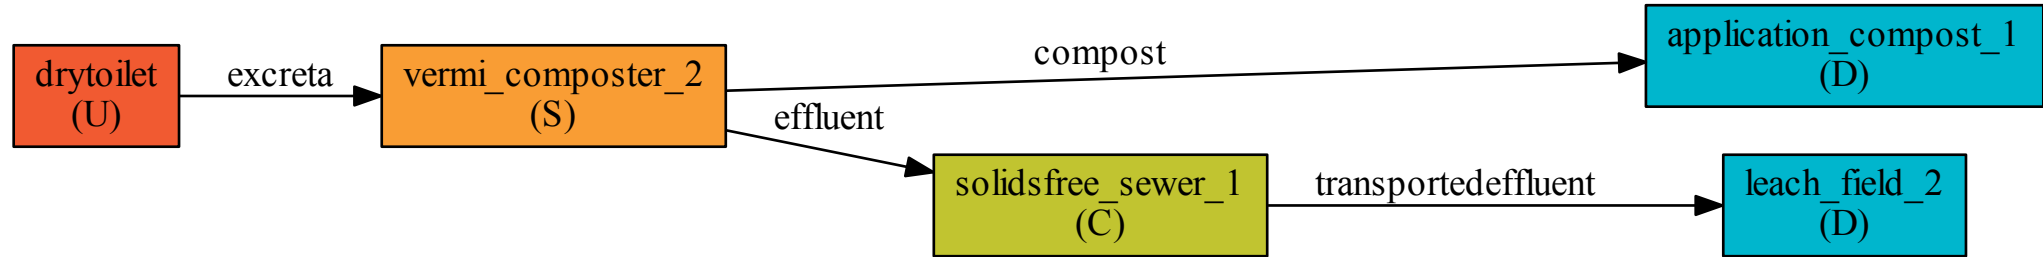 drytoilet
(U)
excreta
vermi_composter_2
(S)
compost
effluent
application_compost_1
(D)
solidsfree_sewer_1
(C)
transportedeffluent
leach_field_2
(D)